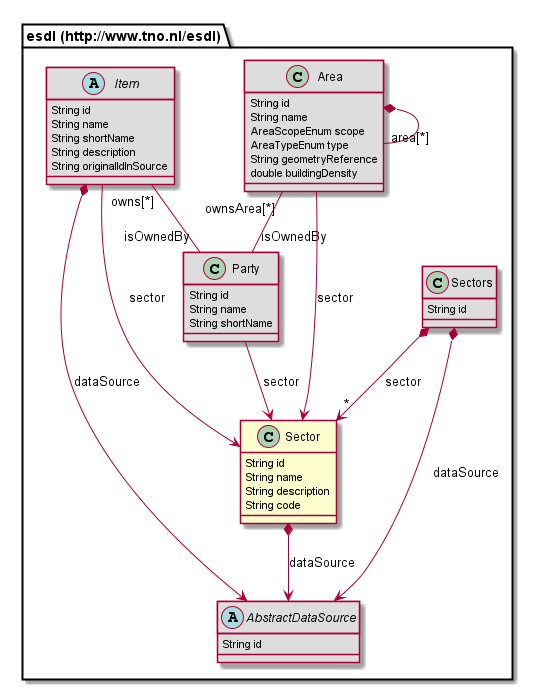 esdl (http://www.tno.nl/esdl)
A Item
String id
String name
String shortName
String description
String originalIdInSource
C Area
String id
String name
AreaScopeEnum scope
AreaTypeEnum type
String geometryReference
double buildingDensity
area[*]
owns[*]
ownsArea[*]
isOwnedBy
isOwnedBy
C Party
String id
String name
String shortName
C Sectors
String id
sector
sector
dataSource
sector
sector
*
C Sector
String id
String name
String description
String code
dataSource
dataSource
A AbstractDataSource
String id